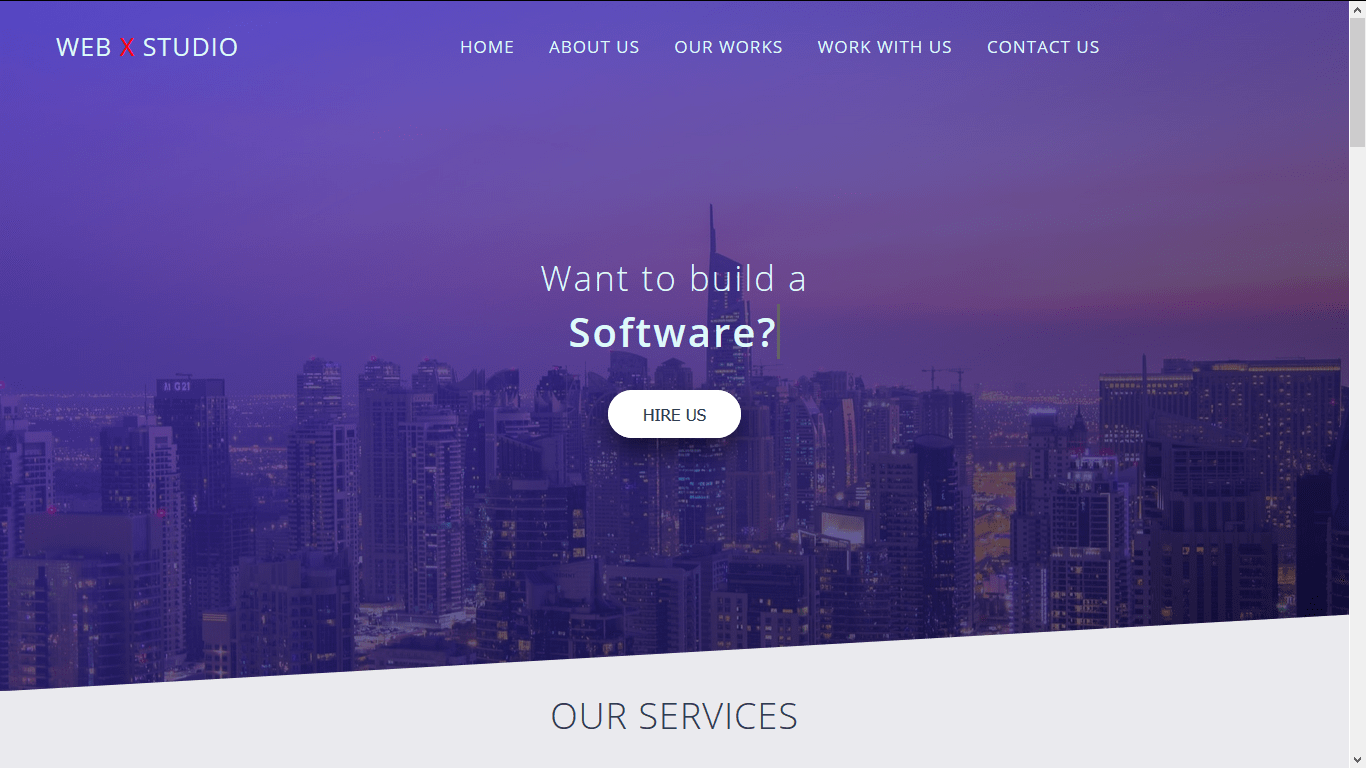 WEB X STUDIO
HOME ABOUT US OUR WORKS WORK WITH US CONTACT US
Want to build a
Software?
HIRE US
OUR SERVICES